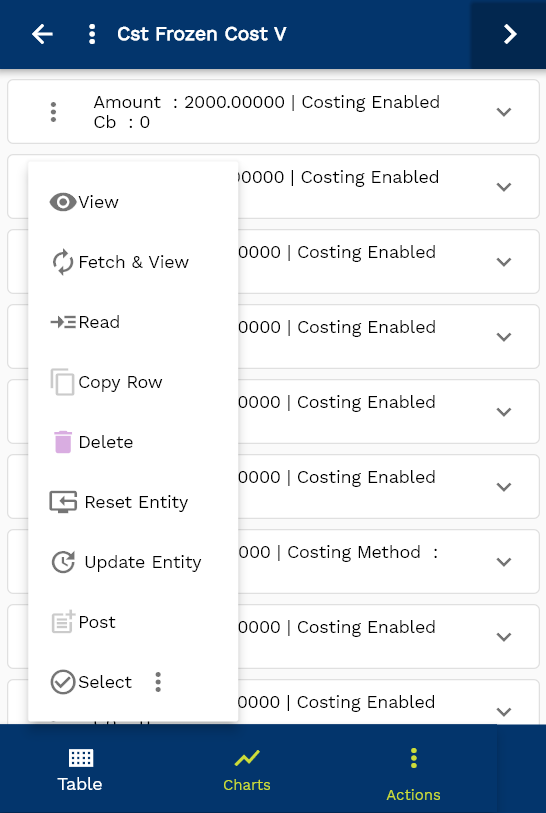 Cst Frozen Cost V
Amount : 2000.00000 | Costing Enabled
Cb : 0
0000 | Costing Enabled
View
0000 | Costing Enabled
Fetch & View
Read
0000 | Costing Enabled
Copy Row
0000 | Costing Enabled
Delete
0000 | Costing Enabled
Reset Entity
000 | Costing Method :
Update Entity
Post
0000 | Costing Enabled
Select
0000 | Costing Enabled
Table
Charts
Actions